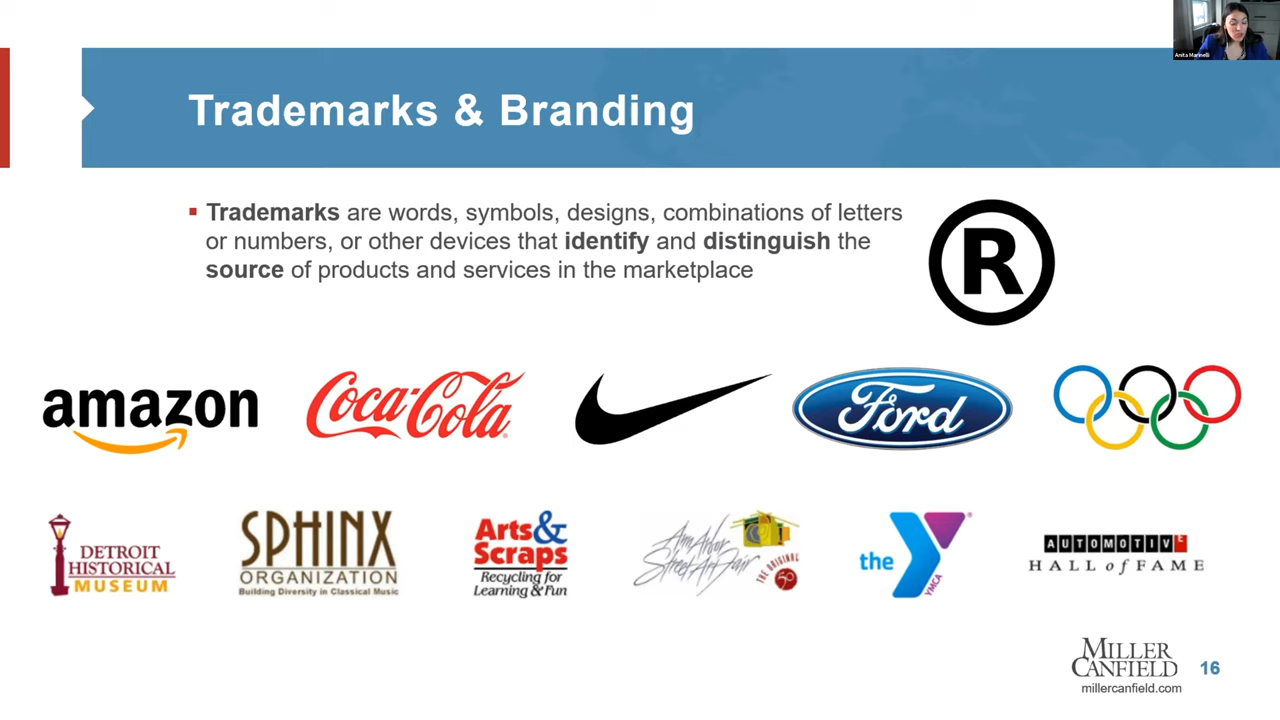 Anita Marinelli
Trademarks & Branding
Trademarks are words, symbols, designs, combinations of letters
or numbers, or other devices that identify and distinguish the
source of products and services in the marketplace
®
amazon
Coca-Cola
Ford
DETROIT
HISTORICAL
MUSEUM
SPHINX
ORGANIZATION
Building Diversity in Classical Music
Arts&
Scraps
Recycling for
Learning & Fun
Ann Arbor
Street Art Fair
THE ORIGINAL
50
the Y
YMCA
AUTOMOTIVE
HALL of FAME
MILLER
CANFIELD
millercanfield.com
16